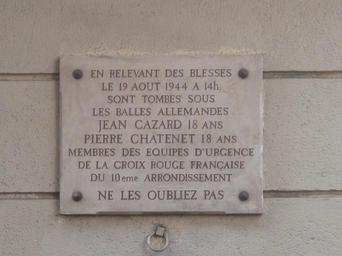 EN RELEVANT DES BLESSES
LE 19 AOUT 1944 A 14h.
SONT TOMBES SOUS
LES BALLES ALLEMANDES
JEAN CAZARD 18 ANS
PIERRE CHATENET 18 ANS
MEMBRES DES EQUIPES D'URGENCE
DE LA CROIX ROUGE FRANÇAISE
DU 10eme ARRONDISSEMENT
NE LES OUBLIEZ PAS